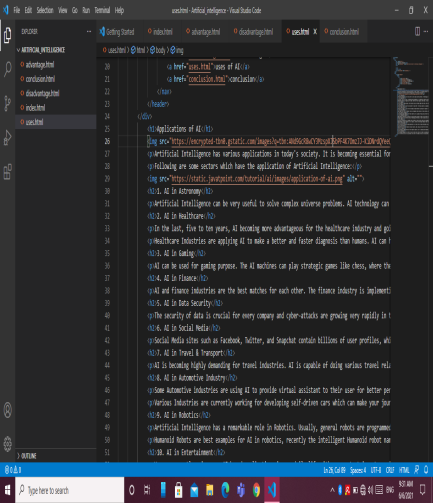 File Edit Selection View Go Run Terminal Help
uses.html - Artificial_intelligence - Visual Studio Code
EXPLORER
Getting Started
index.html
advantage.html
disadvantage.html
uses.html
conclusion.html
ARTIFICIAL_INTELLIGENCE
advantage.html
conclusion.html
disadvantage.html
index.html
uses.html
uses.html > html > body > img
20 <a href="uses.html">uses of AI</a>
21 <a href="conclusion.html">conclusion</a>
22 </nav>
23 </header>
24 </div>
25 <h1>Applications of AI</h1>
26 <img src="https://encrypted-tbn0.gstatic.com/images?q=tbn:
27 <p>Artificial Intelligence has various applications in today's society. It is becoming essential for
28 <p>Following are some sectors which have the application of Artificial Intelligence:</p>
29 <img src="https://static.javatpoint.com/tutorial/ai/images/application-of-ai.png" alt="">
30 <h2>1. AI in Astronomy</h2>
31 <p>Artificial Intelligence can be very useful to solve complex universe problems. AI technology can
32 <h2>2. AI in Healthcare</h2>
33 <p>In the last, five to ten years, AI becoming more advantageous for the healthcare industry and goi
34 <p>Healthcare Industries are applying AI to make a better and faster diagnosis than humans. AI can h
35 <h2>3. AI in Gaming</h2>
36 <p>AI can be used for gaming purpose. The AI machines can play strategic games like chess, where the
37 <h2>4. AI in Finance</h2>
38 <p>AI and finance industries are the best matches for each other. The finance industry is implementi
39 <h2>5. AI in Data Security</h2>
40 <p>The security of data is crucial for every company and cyber-attacks are growing very rapidly in t
41 <h2>6. AI in Social Media</h2>
42 <p>Social Media sites such as Facebook, Twitter, and Snapchat contain billions of user profiles, whi
43 <h2>7. AI in Travel & Transport</h2>
44 <p>AI is becoming highly demanding for travel industries. AI is capable of doing various travel rela
45 <h2>8. AI in Automotive Industry</h2>
46 <p>Some Automotive industries are using AI to provide virtual assistant to their user for better per
47 <p>Various Industries are currently working for developing self-driven cars which can make your jour
48 <h2>9. AI in Robotics</h2>
49 <p>Artificial Intelligence has a remarkable role in Robotics. Usually, general robots are programmed
50 <p>Humanoid Robots are best examples for AI in robotics, recently the intelligent Humanoid robot nam
51 <h2>10. AI in Entertainment</h2>
OUTLINE
Ln 26, Col 89 Spaces: 4 UTF-8 CRLF HTML
Type here to search
ENG
9:31 AM